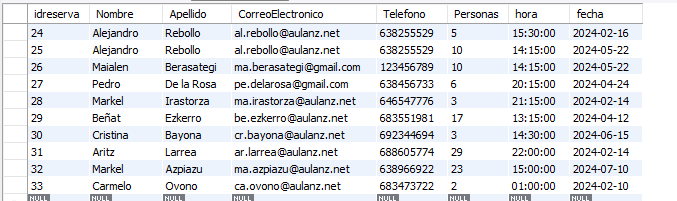 idreserva Nombre Apellido CorreoElectronico Telefono Personas hora fecha
24 Alejandro Rebollo al.rebollo@aulanz.net 638255529 5 15:30:00 2024-02-16
25 Alejandro Rebollo al.rebollo@aulanz.net 638255529 10 14:15:00 2024-05-22
26 Maialen Berasategi ma.berasategi@gmail.com 123456789 10 14:15:00 2024-05-22
27 Pedro De la Rosa pe.delarosa@gmail.com 638456733 6 20:15:00 2024-04-24
28 Markel Irastorza ma.irastorza@aulanz.net 646547776 3 21:15:00 2024-02-14
29 Beñat Ezkerro be.ezkerro@aulanz.net 683551981 17 13:15:00 2024-04-12
30 Cristina Bayona cr.bayona@aulanz.net 692344694 3 14:30:00 2024-06-15
31 Aritz Larrea ar.larrea@aulanz.net 688605774 29 22:00:00 2024-02-14
32 Markel Azpiazu ma.azpiazu@aulanz.net 638966922 23 15:00:00 2024-07-10
33 Carmelo Ovono ca.ovono@aulanz.net 683473722 2 01:00:00 2024-02-10
NULL NULL NULL NULL NULL NULL NULL NULL